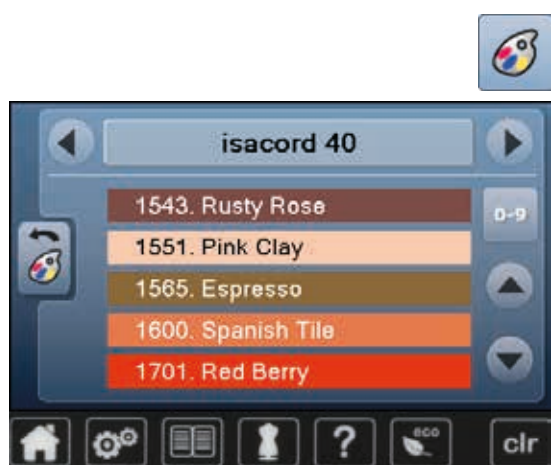 isacord 40
1543. Rusty Rose
0-9
1551. Pink Clay
1565. Espresso
1600. Spanish Tile
1701. Red Berry
?
eco
clr